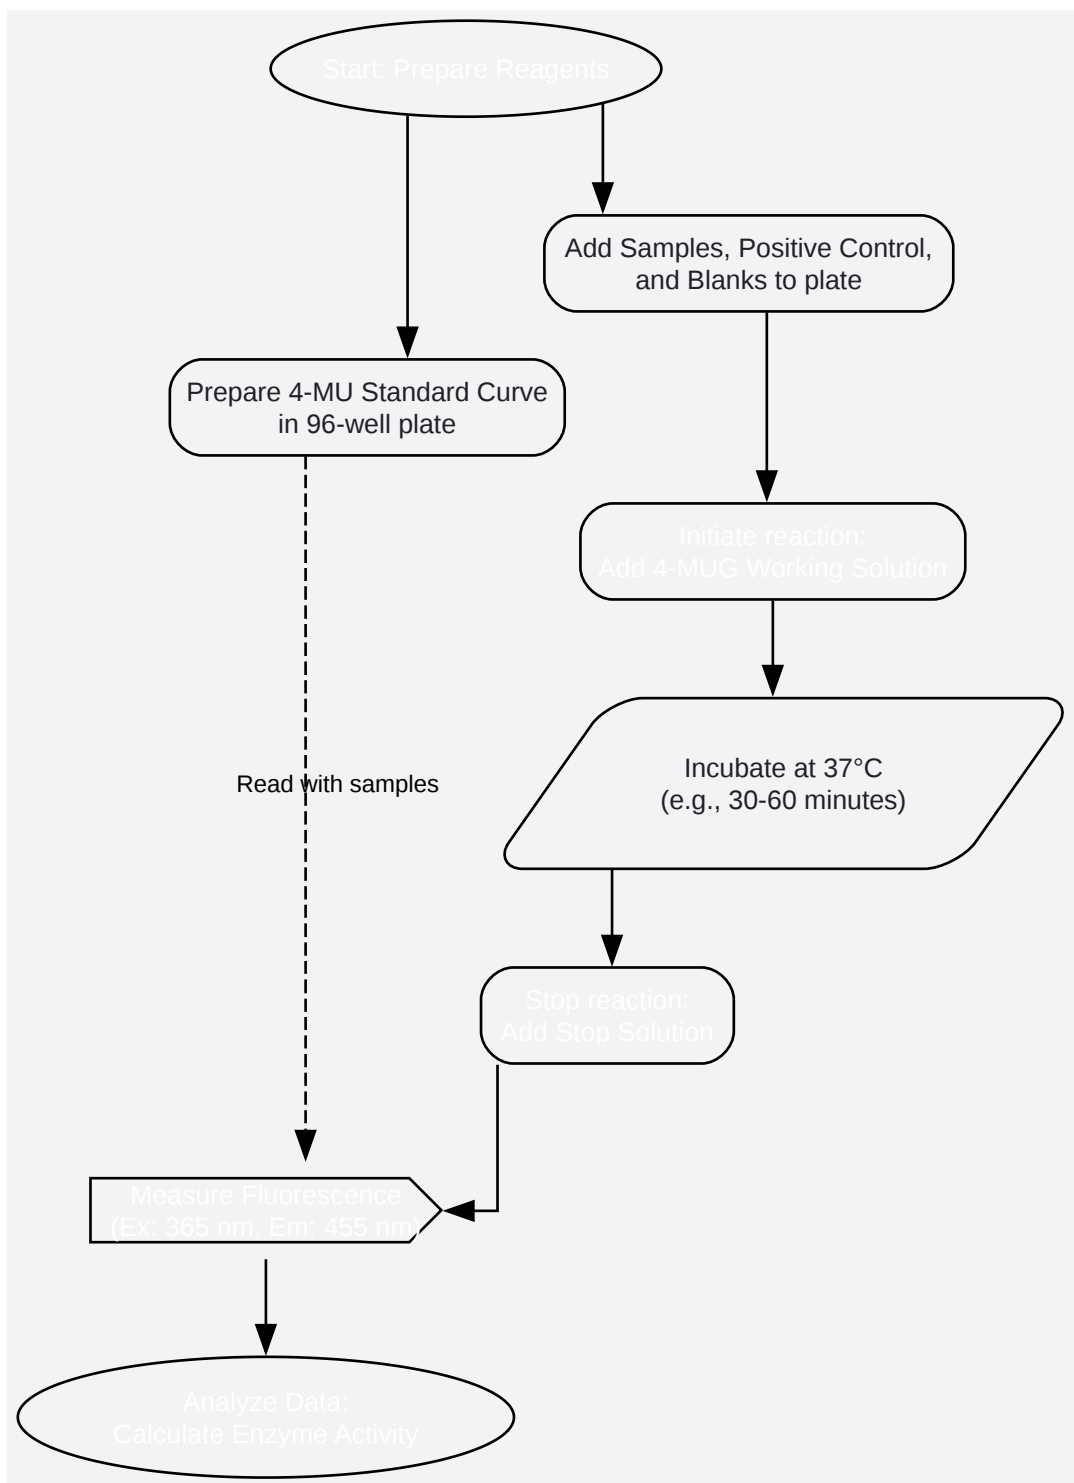 Start: Prepare Reagents
Add Samples, Positive Control,
and Blanks to plate
Prepare 4-MU Standard Curve
in 96-well plate
Initiate reaction:
Add 4-MUG Working Solution
Incubate at 37°C
(e.g., 30-60 minutes)
Read with samples
Stop reaction:
Add Stop Solution
Measure Fluorescence
(Ex: 365 nm, Em: 455 nm)
Analyze Data:
Calculate Enzyme Activity